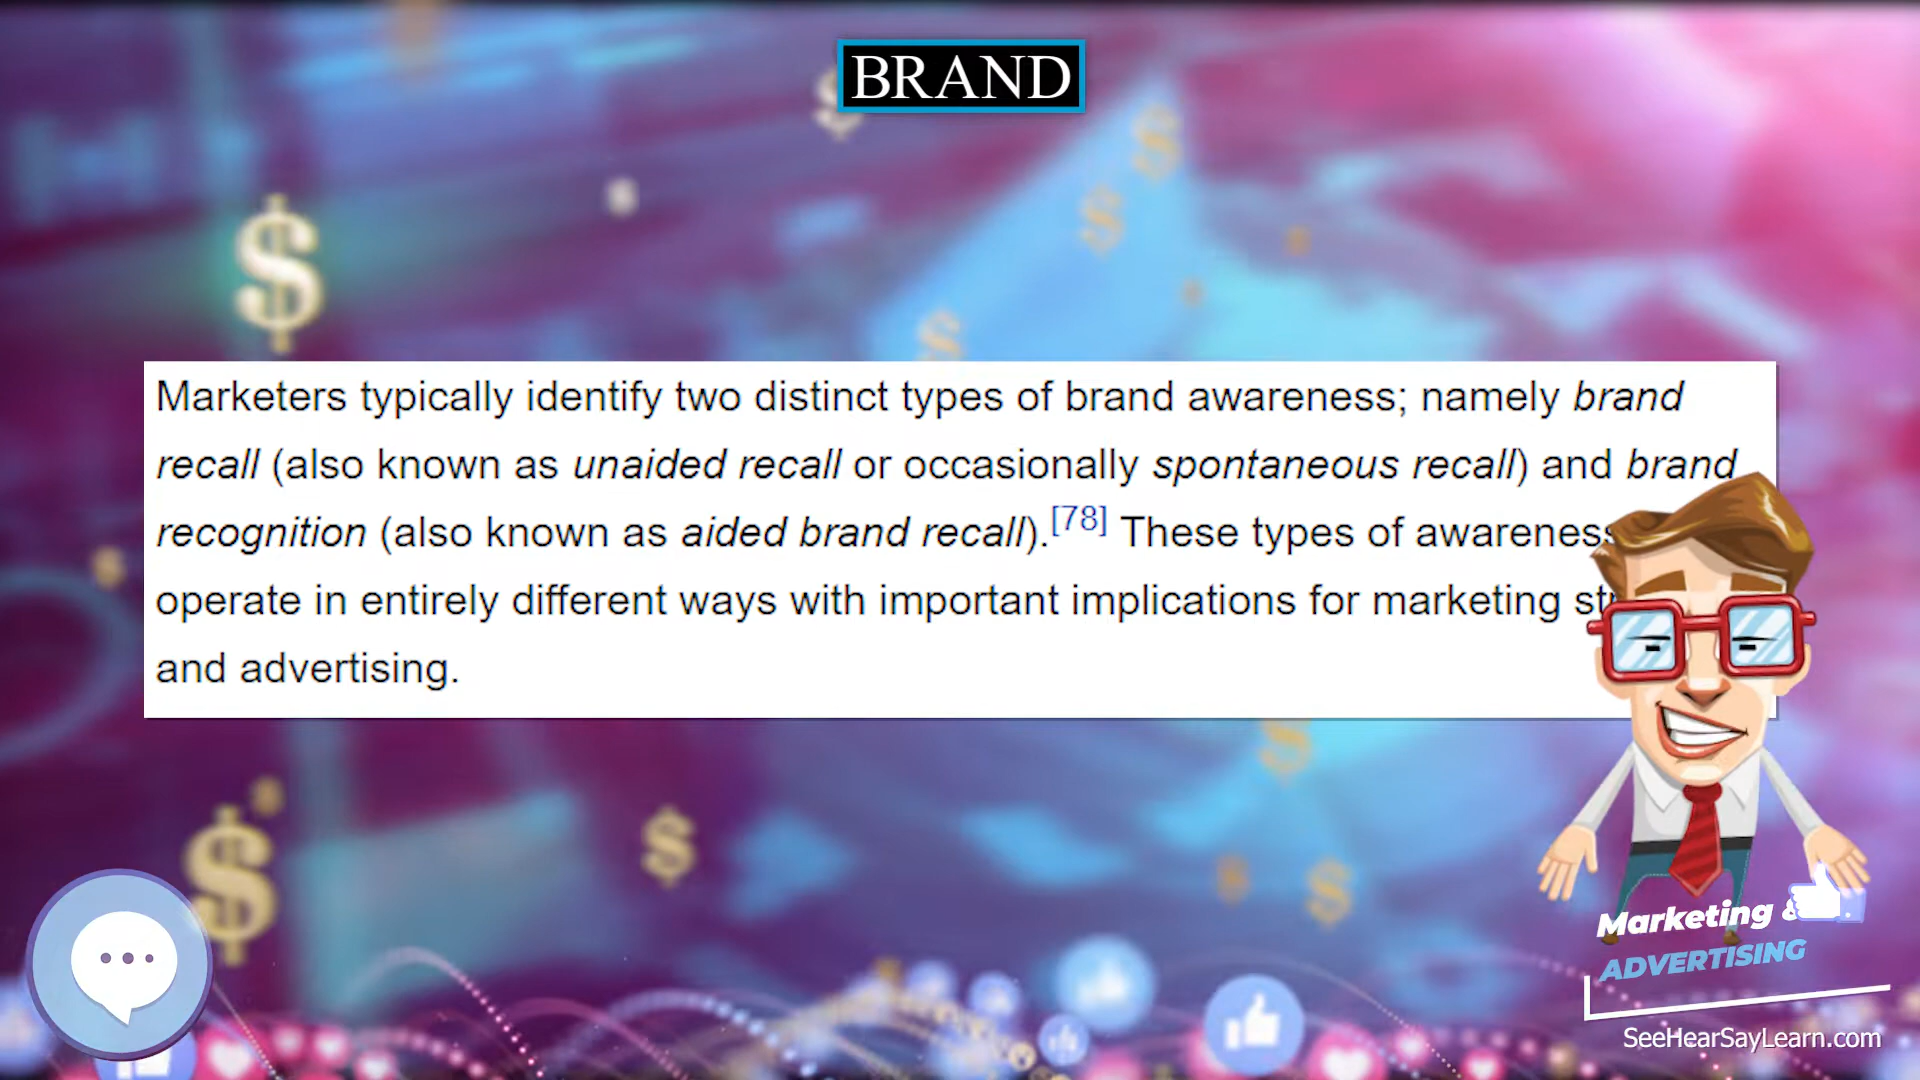 BRAND
Marketers typically identify two distinct types of brand awareness; namely brand
recall (also known as unaided recall or occasionally spontaneous recall) and brand
recognition (also known as aided brand recall).[78] These types of awareness
operate in entirely different ways with important implications for marketing
and advertising.
Marketing &
ADVERTISING
SeeHearSayLearn.com